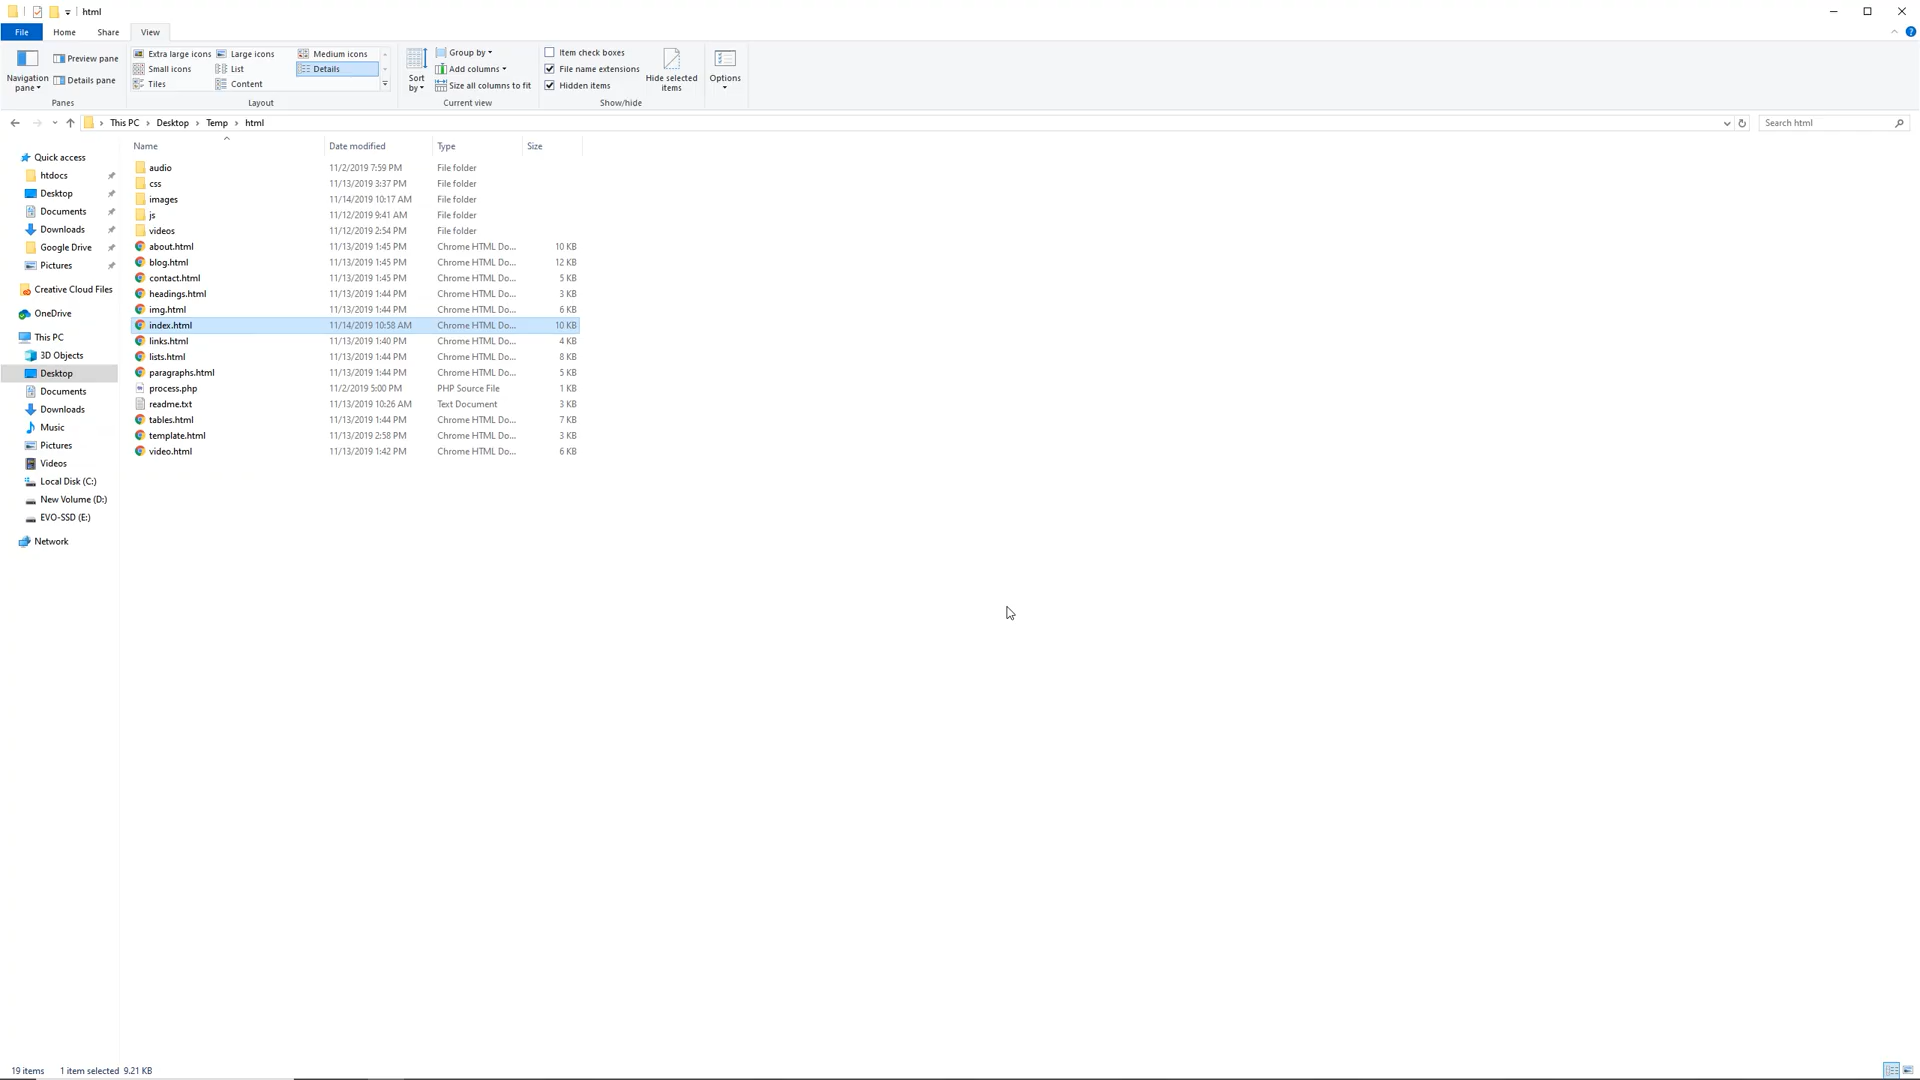 html
File Home Share View
Extra large icons Large icons Medium icons
Small icons List Details
Tiles Content
Preview pane
Details pane
Navigation pane
Panes
Layout
Sort by
Group by
Add columns
Size all columns to fit
Current view
Item check boxes
File name extensions
Hidden items
Hide selected items
Show/hide
Options
This PC Desktop Temp html
Search html
Quick access
htdocs
Desktop
Documents
Downloads
Google Drive
Pictures
Creative Cloud Files
OneDrive
This PC
3D Objects
Desktop
Documents
Downloads
Music
Pictures
Videos
Local Disk (C:)
New Volume (D:)
EVO-SSD (E:)
Network
Name Date modified Type Size
audio 11/2/2019 7:59 PM File folder
css 11/13/2019 3:37 PM File folder
images 11/14/2019 10:17 AM File folder
js 11/12/2019 9:41 AM File folder
videos 11/12/2019 2:54 PM File folder
about.html 11/13/2019 1:45 PM Chrome HTML Do... 10 KB
blog.html 11/13/2019 1:45 PM Chrome HTML Do... 12 KB
contact.html 11/13/2019 1:45 PM Chrome HTML Do... 5 KB
headings.html 11/13/2019 1:44 PM Chrome HTML Do... 3 KB
img.html 11/13/2019 1:44 PM Chrome HTML Do... 6 KB
index.html 11/14/2019 10:58 AM Chrome HTML Do... 10 KB
links.html 11/13/2019 1:40 PM Chrome HTML Do... 4 KB
lists.html 11/13/2019 1:44 PM Chrome HTML Do... 8 KB
paragraphs.html 11/13/2019 1:44 PM Chrome HTML Do... 5 KB
process.php 11/2/2019 5:00 PM PHP Source File 1 KB
readme.txt 11/13/2019 10:26 AM Text Document 3 KB
tables.html 11/13/2019 1:44 PM Chrome HTML Do... 7 KB
template.html 11/13/2019 2:58 PM Chrome HTML Do... 3 KB
video.html 11/13/2019 1:42 PM Chrome HTML Do... 6 KB
19 items 1 item selected 9.21 KB